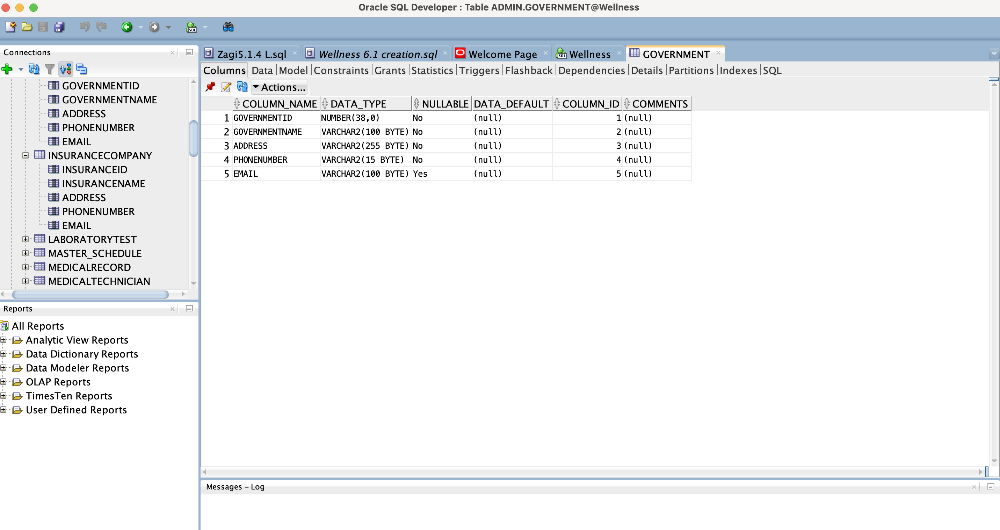 Oracle SQL Developer : Table ADMIN.GOVERNMENT@Wellness
SQL
Connections
GOVERNMENTID
GOVERNMENTNAME
ADDRESS
PHONENUMBER
EMAIL
INSURANCECOMPANY
INSURANCEID
INSURANCENAME
ADDRESS
PHONENUMBER
EMAIL
LABORATORYTEST
MASTER_SCHEDULE
MEDICALRECORD
MEDICALTECHNICIAN
Reports
All Reports
Analytic View Reports
Data Dictionary Reports
Data Modeler Reports
OLAP Reports
TimesTen Reports
User Defined Reports
Zagi5.1.4 L.sql Wellness 6.1 creation.sql Welcome Page SQL Wellness GOVERNMENT
Columns Data Model Constraints Grants Statistics Triggers Flashback Dependencies Details Partitions Indexes SQL
Actions...
COLUMN_NAME DATA_TYPE NULLABLE DATA_DEFAULT COLUMN_ID COMMENTS
1 GOVERNMENTID NUMBER(38,0) No (null) 1 (null)
2 GOVERNMENTNAME VARCHAR2(100 BYTE) No (null) 2 (null)
3 ADDRESS VARCHAR2(255 BYTE) No (null) 3 (null)
4 PHONENUMBER VARCHAR2(15 BYTE) No (null) 4 (null)
5 EMAIL VARCHAR2(100 BYTE) Yes (null) 5 (null)
Messages - Log